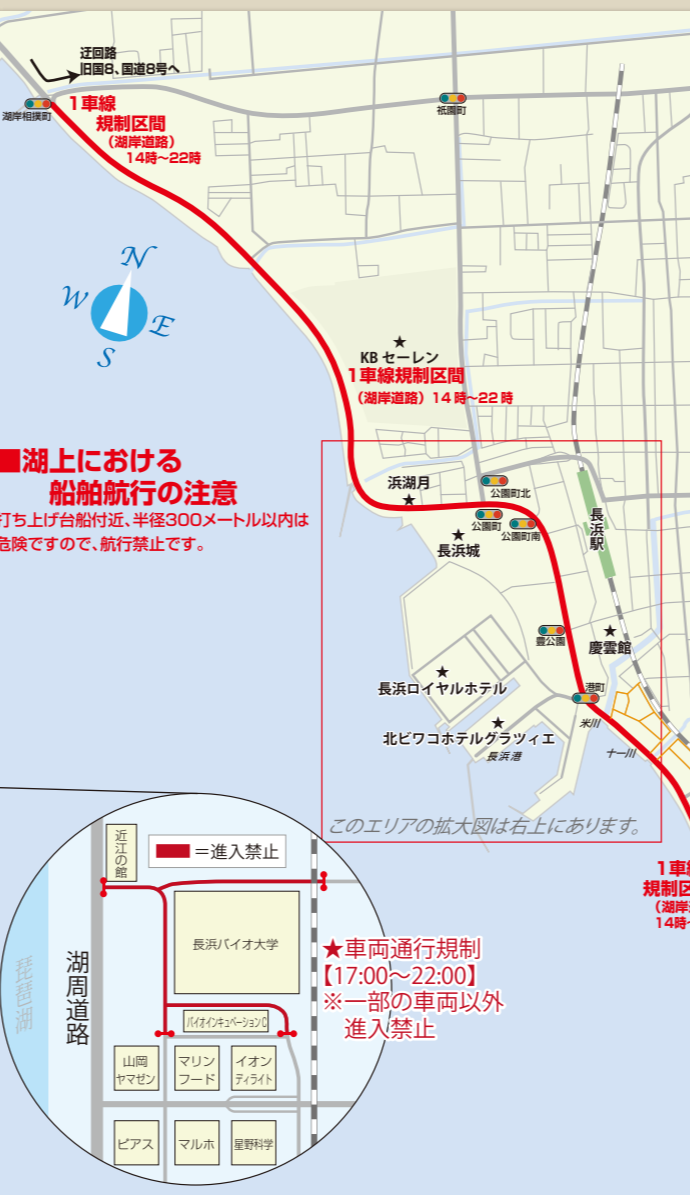 迂回路
旧国8、国道8号へ
湖岸相撲町
1車線
規制区間
（湖岸道路）
14時～22時
祇園町
N
W
E
S
★
KBセーレン
1車線規制区間
（湖岸道路）14時～22時
■湖上における
船舶航行の注意
打ち上げ台船付近、半径300メートル以内は
危険ですので、航行禁止です。
浜湖月
★
公園町北
公園町
公園町南
★
長浜城
長浜駅
豊公園
★
慶雲館
★
長浜ロイヤルホテル
港町
米川
★
北ビワコホテルグラツィエ
長浜港
十一川
このエリアの拡大図は右上にあります。
1車線
規制区
（湖岸
14時～
近江の館
＝進入禁止
長浜バイオ大学
琵琶湖
湖周道路
バイオインキュベーションC
★車両通行規制
【17:00～22:00】
※一部の車両以外
進入禁止
山岡
ヤマゼン
マリン
フード
イオン
ディライト
ピアス
マルホ
星野科学